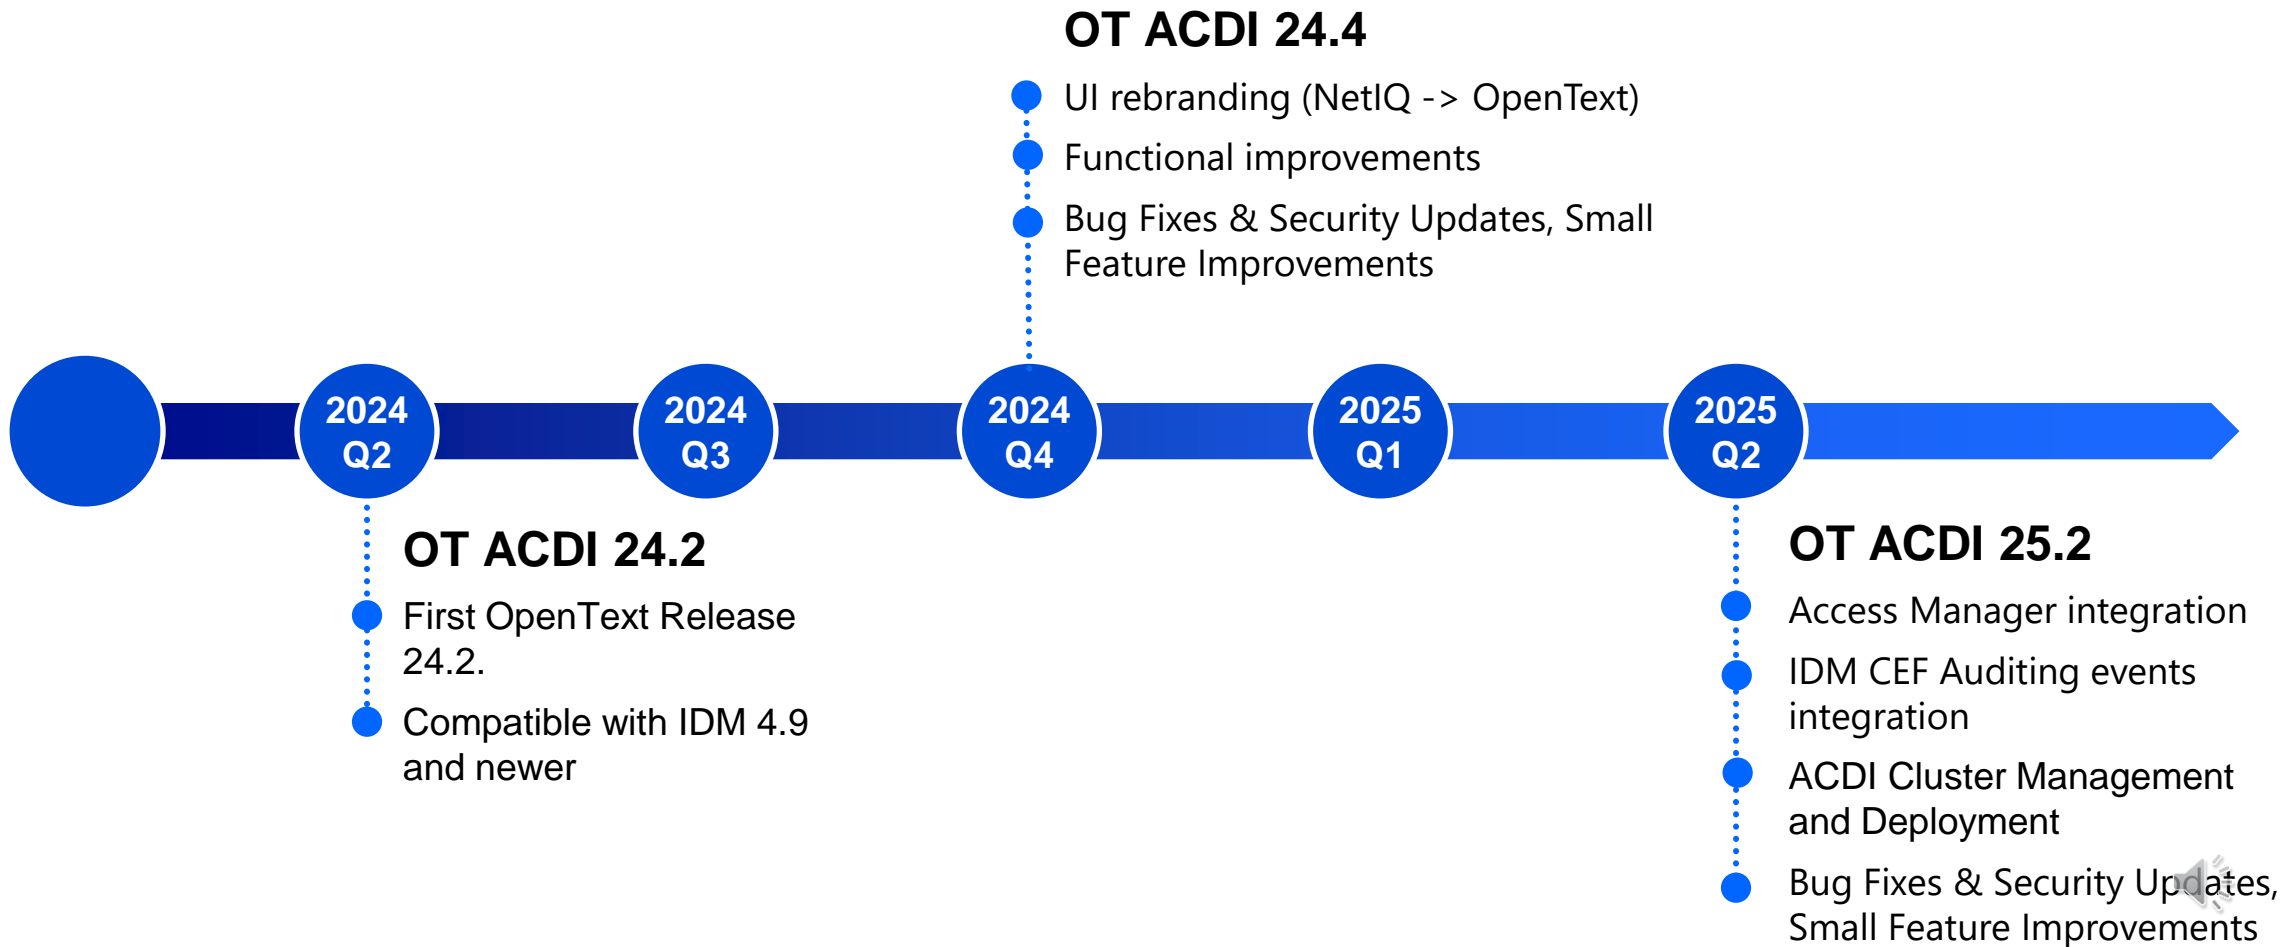 OT ACDI 24.4
UI rebranding (NetIQ -> OpenText)
Functional improvements
Bug Fixes & Security Updates, Small
Feature Improvements
2024
Q2
2024
Q3
2024
Q4
2025
Q1
2025
Q2
OT ACDI 24.2
First OpenText Release
24.2.
Compatible with IDM 4.9
and newer
OT ACDI 25.2
Access Manager integration
IDM CEF Auditing events
integration
ACDI Cluster Management
and Deployment
Bug Fixes & Security Updates,
Small Feature Improvements